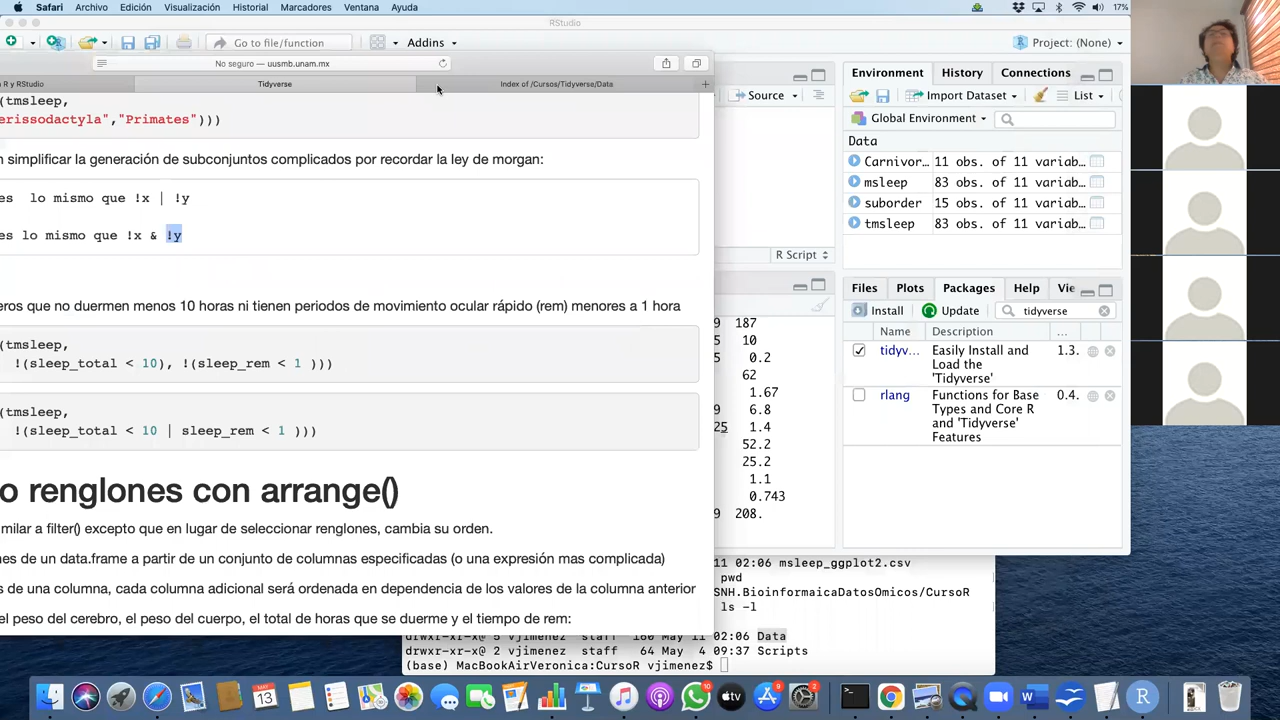 Safari Archivo Edición Visualización Historial Marcadores Ventana Ayuda 17%
RStudio
Go to file/function Addins Project: (None)
No seguro — uusmb.unam.mx
R y RStudio Tidyverse Index of /Cursos/Tidyverse/Data
(tmsleep,
erissodactyla","Primates")))
n simplificar la generación de subconjuntos complicados por recordar la ley de morgan:
es lo mismo que !x | !y
es lo mismo que !x & !y
eros que no duermen menos 10 horas ni tienen periodos de movimiento ocular rápido (rem) menores a 1 hora
(tmsleep,
!(sleep_total < 10), !(sleep_rem < 1 )))
(tmsleep,
!(sleep_total < 10 | sleep_rem < 1 )))
o renglones con arrange()
milar a filter() excepto que en lugar de seleccionar renglones, cambia su orden.
nes de un data.frame a partir de un conjunto de columnas especificadas (o una expresión mas complicada)
s de una columna, cada columna adicional será ordenada en dependencia de los valores de la columna anterior
el peso del cerebro, el peso del cuerpo, el total de horas que se duerme y el tiempo de rem:
Source
R Script
9 187
5 10
5 0.2
62
1.67
9 6.8
25 1.4
52.2
25.2
1.1
0.743
9 208.
Environment History Connections
Import Dataset List
Global Environment
Data
Carnivor… 11 obs. of 11 variab…
msleep 83 obs. of 11 variab…
suborder 15 obs. of 11 variab…
tmsleep 83 obs. of 11 variab…
Files Plots Packages Help Vie
Install Update tidyverse
Name Description
tidyv… Easily Install and Load the 'Tidyverse' 1.3.
rlang Functions for Base Types and Core R and 'Tidyverse' Features 0.4.
11 02:06 msleep_ggplot2.csv
pwd
SNH.BioinformaicaDatosOmicos/CursoR
ls -l
drwxr-xr-x@ 5 vjimenez staff 160 May 11 02:06 Data
drwxr-xr-x@ 2 vjimenez staff 64 May 4 09:37 Scripts
(base) MacBookAirVeronica:CursoR vjimenez$
MAY
13
10
tv
9
2